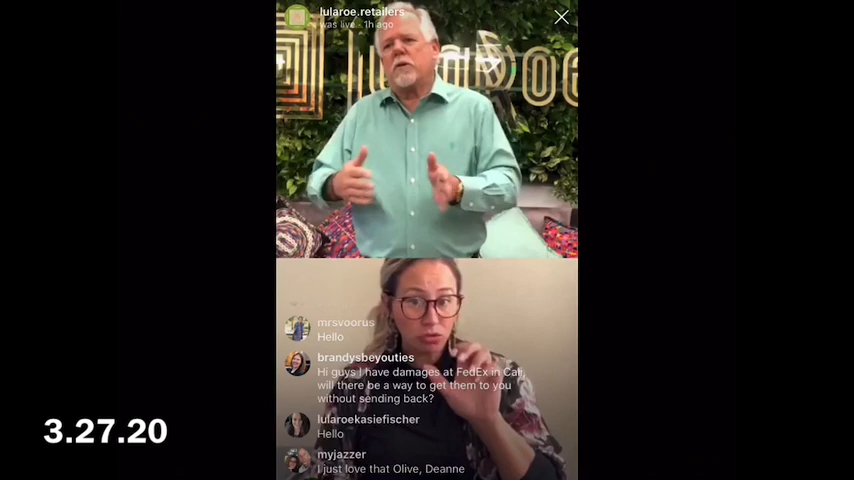 lularoe.retailers
was live · 1h ago
mrsvoorus
Hello
brandysbeyouties
Hi guys I have damages at FedEx in Cali,
will there be a way to get them to you
without sending back?
lularoekasiefischer
Hello
myjazzer
I just love that Olive, Deanne
3.27.20